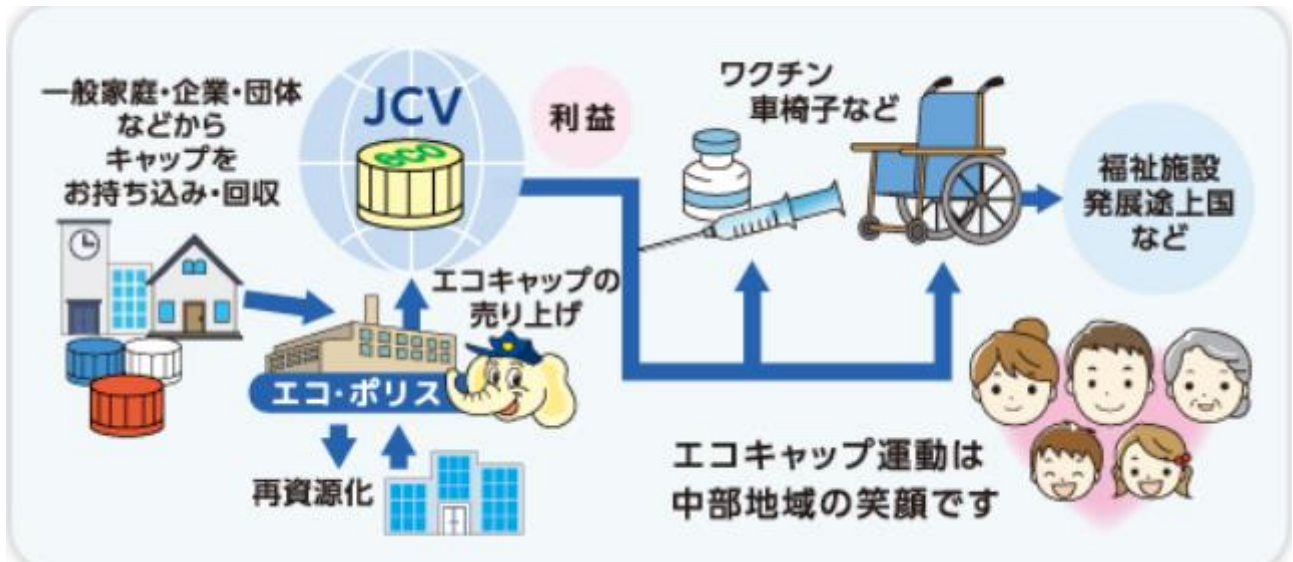 一般家庭・企業・団体
などから
キャップを
お持ち込み・回収
JCV
eco
利益
ワクチン
車椅子など
福祉施設
発展途上国
など
エコキャップの
売り上げ
エコ・ポリス
再資源化
エコキャップ運動は
中部地域の笑顔です